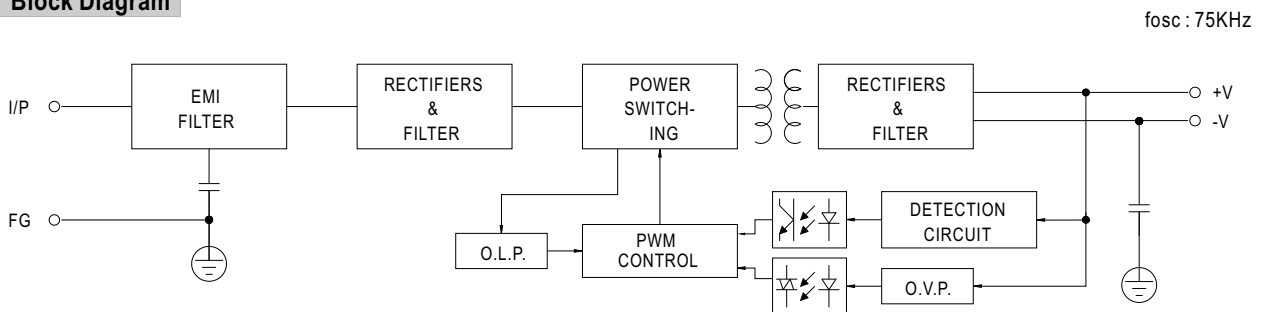 Block Diagram
fosc : 75KHz
I/P
EMI
FILTER
RECTIFIERS
&
FILTER
POWER
SWITCH-
ING
RECTIFIERS
&
FILTER
+V
-V
FG
O.L.P.
PWM
CONTROL
DETECTION
CIRCUIT
O.V.P.